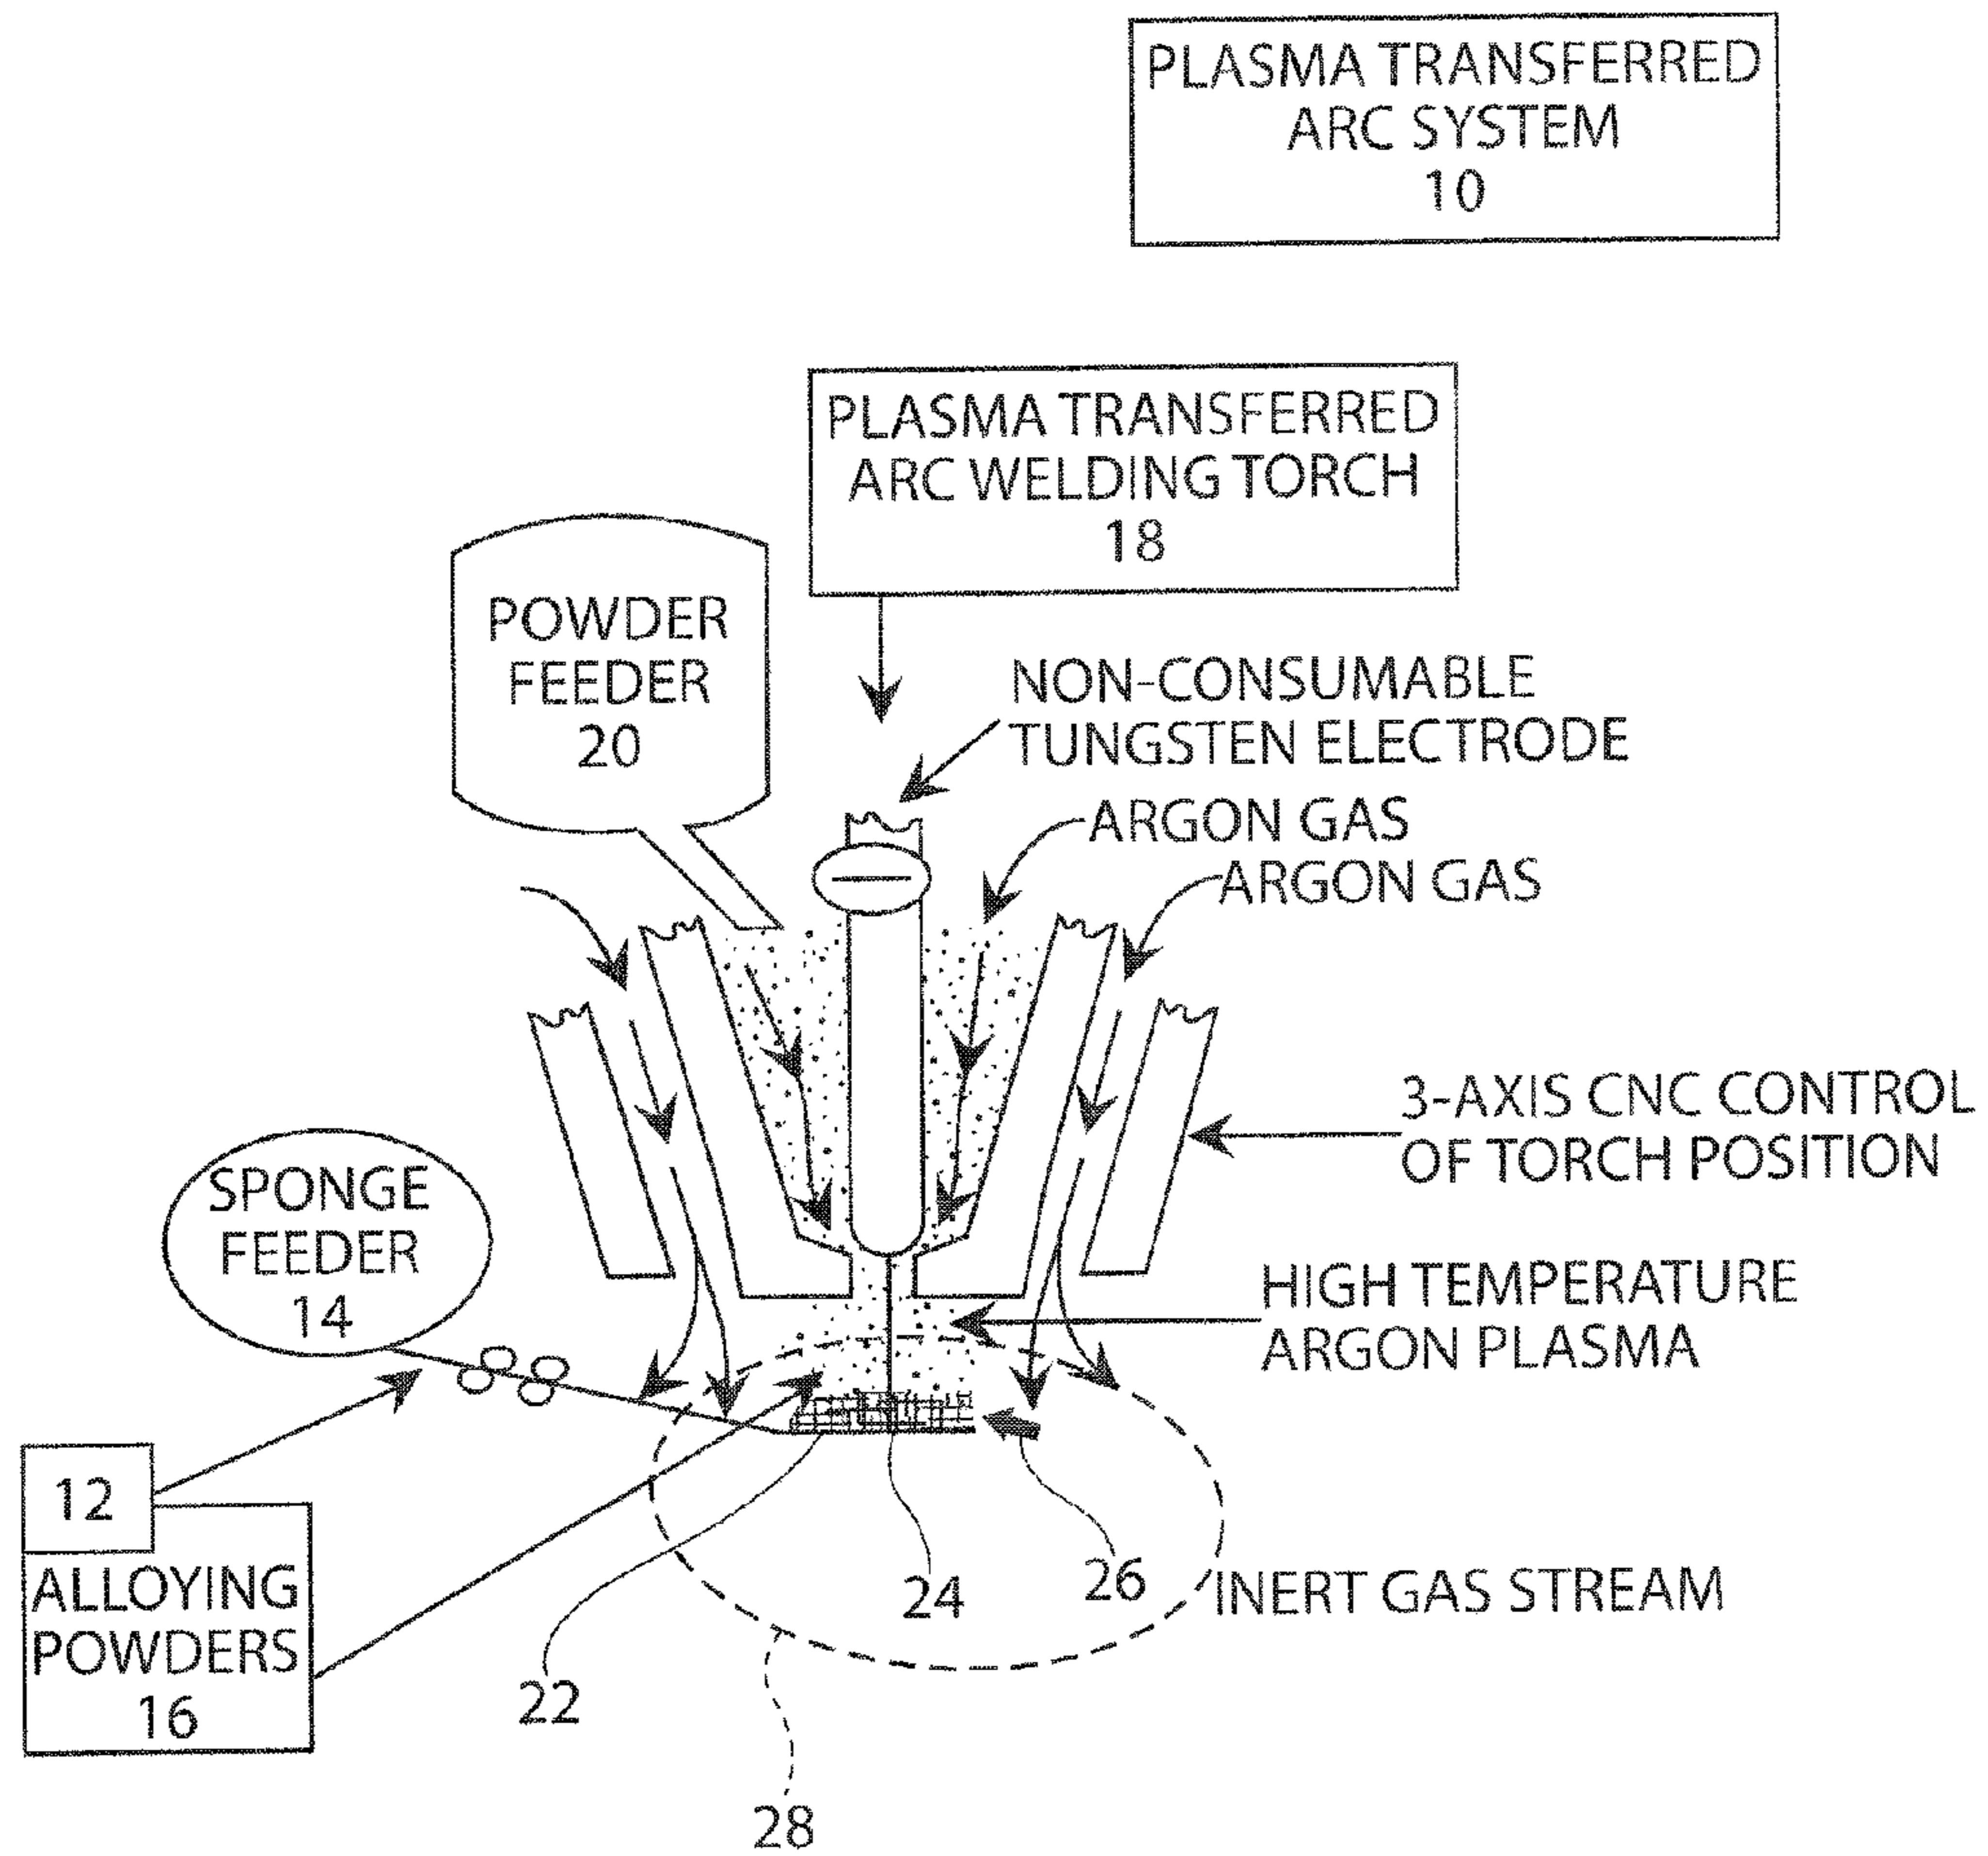 PLASMA TRANSFERRED
ARC SYSTEM
10
PLASMA TRANSFERRED
ARC WELDING TORCH
18
POWDER
FEEDER
20
NON-CONSUMABLE
TUNGSTEN ELECTRODE
ARGON GAS
ARGON GAS
3-AXIS CNC CONTROL
OF TORCH POSITION
SPONGE
FEEDER
14
HIGH TEMPERATURE
ARGON PLASMA
12
ALLOYING
POWDERS
16
22
24
26
INERT GAS STREAM
28